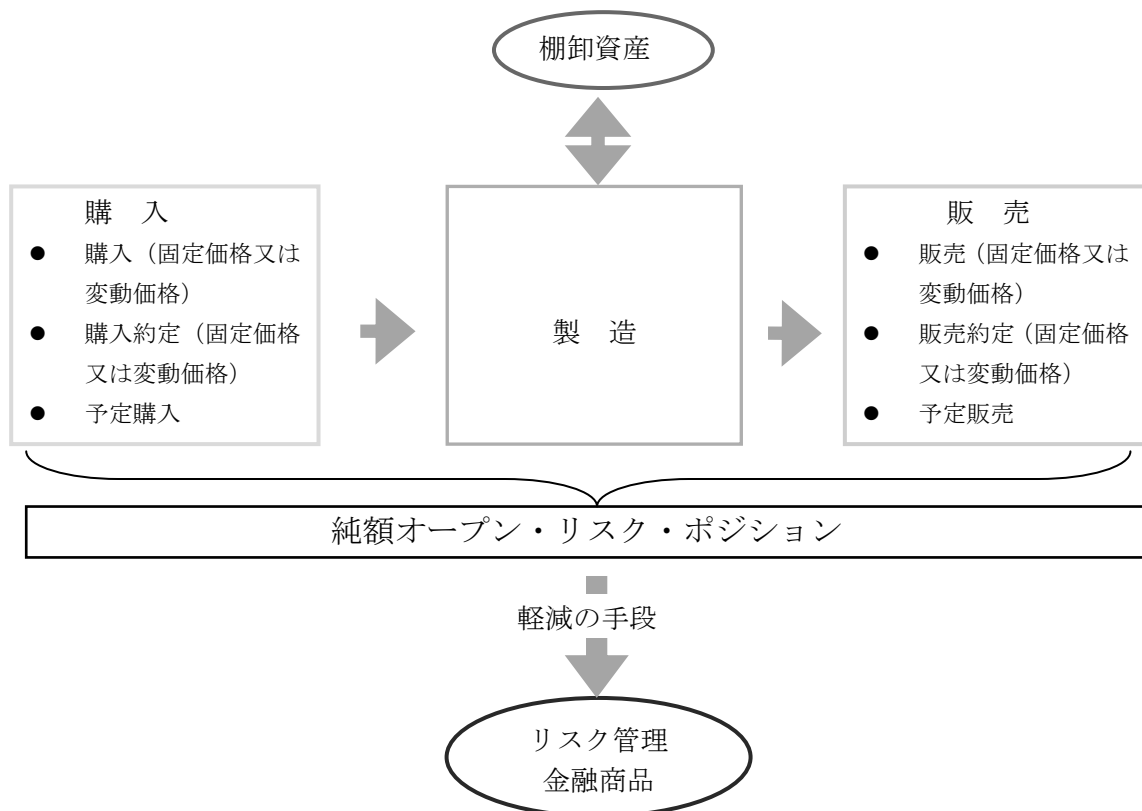 棚卸資産
購　入
● 購入（固定価格又は
変動価格）
● 購入約定（固定価格
又は変動価格）
● 予定購入
製　造
販　売
● 販売（固定価格又は
変動価格）
● 販売約定（固定価格
又は変動価格）
● 予定販売
純額オープン・リスク・ポジション
軽減の手段
リスク管理
金融商品